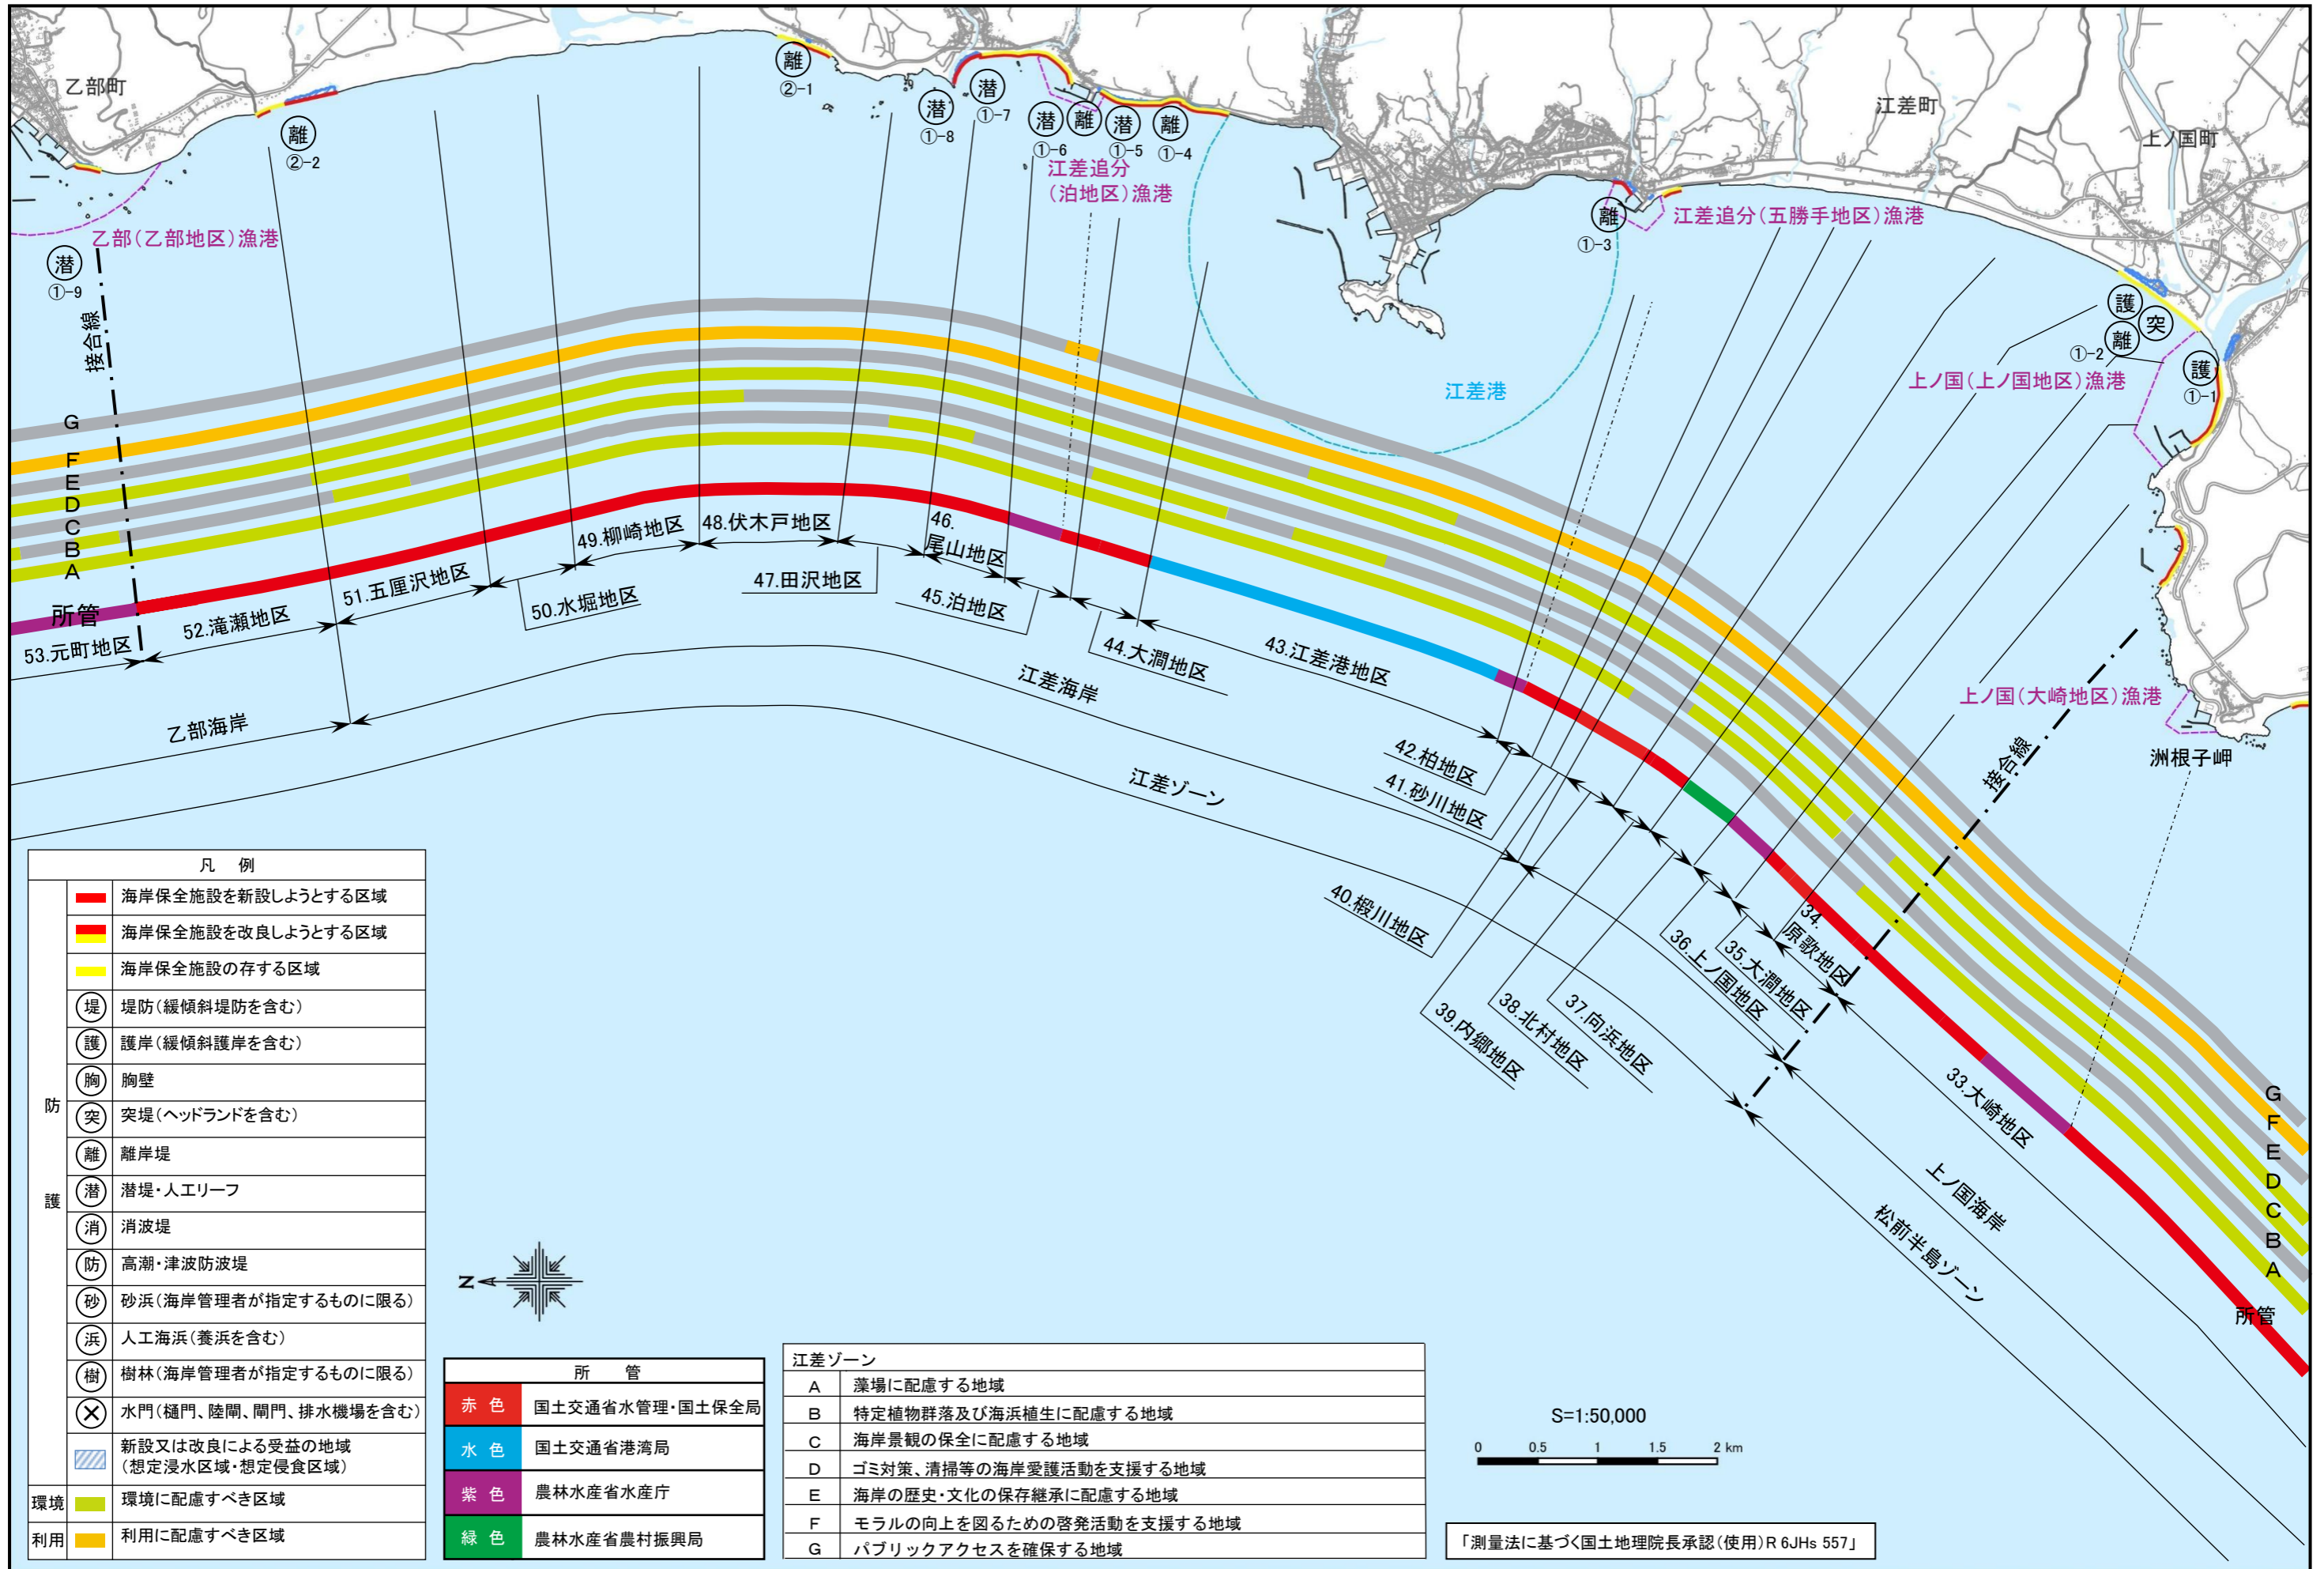 乙部町
江差町
上ノ国町
離
②-2
離
②-1
潜
①-8
潜
①-7
潜
①-6
離
潜
①-5
離
①-4
江差追分
(泊地区)漁港
離
①-3
江差追分(五勝手地区)漁港
乙部(乙部地区)漁港
潜
①-9
接合線
江差港
護
突
離
①-2
上ノ国(上ノ国地区)漁港
護
①-1
上ノ国(大崎地区)漁港
洲根子岬
接合線
G
F
E
D
C
B
A
所管
53.元町地区
52.滝瀬地区
51.五厘沢地区
50.水堀地区
49.柳崎地区
48.伏木戸地区
47.田沢地区
46.
尾山地区
45.泊地区
44.大澗地区
43.江差港地区
42.柏地区
41.砂川地区
40.椴川地区
39.内郷地区
38.北村地区
37.向浜地区
36.上ノ国地区
35.大澗地区
34.
原歌地区
33.大崎地区
乙部海岸
江差海岸
江差ゾーン
上ノ国海岸
松前半島ゾーン
G
F
E
D
C
B
A
所管
凡 例
防
護
海岸保全施設を新設しようとする区域
海岸保全施設を改良しようとする区域
海岸保全施設の存する区域
堤 堤防(緩傾斜堤防を含む)
護 護岸(緩傾斜護岸を含む)
胸 胸壁
突 突堤(ヘッドランドを含む)
離 離岸堤
潜 潜堤・人工リーフ
消 消波堤
防 高潮・津波防波堤
砂 砂浜(海岸管理者が指定するものに限る)
浜 人工海浜(養浜を含む)
樹 樹林(海岸管理者が指定するものに限る)
水門(樋門、陸閘、閘門、排水機場を含む)
新設又は改良による受益の地域
(想定浸水区域・想定侵食区域)
環境 環境に配慮すべき区域
利用 利用に配慮すべき区域
N
所 管
赤 色 国土交通省水管理・国土保全局
水 色 国土交通省港湾局
紫 色 農林水産省水産庁
緑 色 農林水産省農村振興局
江差ゾーン
A 藻場に配慮する地域
B 特定植物群落及び海浜植生に配慮する地域
C 海岸景観の保全に配慮する地域
D ゴミ対策、清掃等の海岸愛護活動を支援する地域
E 海岸の歴史・文化の保存継承に配慮する地域
F モラルの向上を図るための啓発活動を支援する地域
G パブリックアクセスを確保する地域
S=1:50,000
0 0.5 1 1.5 2 km
「測量法に基づく国土地理院長承認(使用)R 6JHs 557」